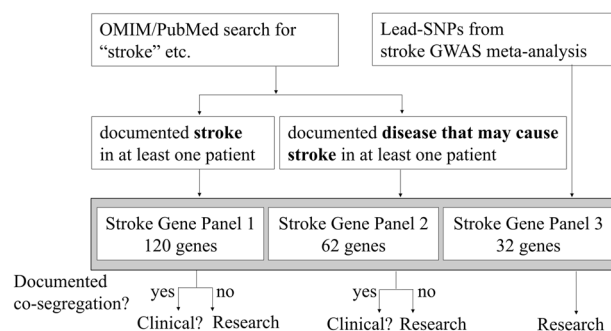 OMIM/PubMed search for
“stroke” etc.
Lead-SNPs from
stroke GWAS meta-analysis
documented stroke
in at least one patient
documented disease that may cause
stroke in at least one patient
Stroke Gene Panel 1
120 genes
Stroke Gene Panel 2
62 genes
Stroke Gene Panel 3
32 genes
Documented
co-segregation?
yes no
Clinical? Research
yes no
Clinical? Research
Research